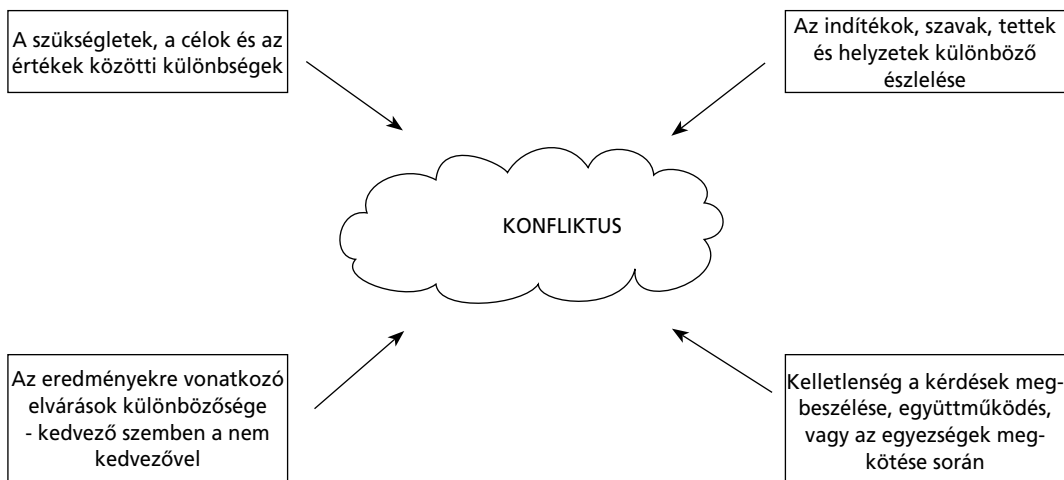 A szükségletek, a célok és az
értékek közötti különbségek
Az indítékok, szavak, tettek
és helyzetek különböző
észlelése
KONFLIKTUS
Az eredményekre vonatkozó
elvárások különbözősége
- kedvező szemben a nem
kedvezővel
Kelletlenség a kérdések meg-
beszélése, együttműködés,
vagy az egyezségek meg-
kötése során